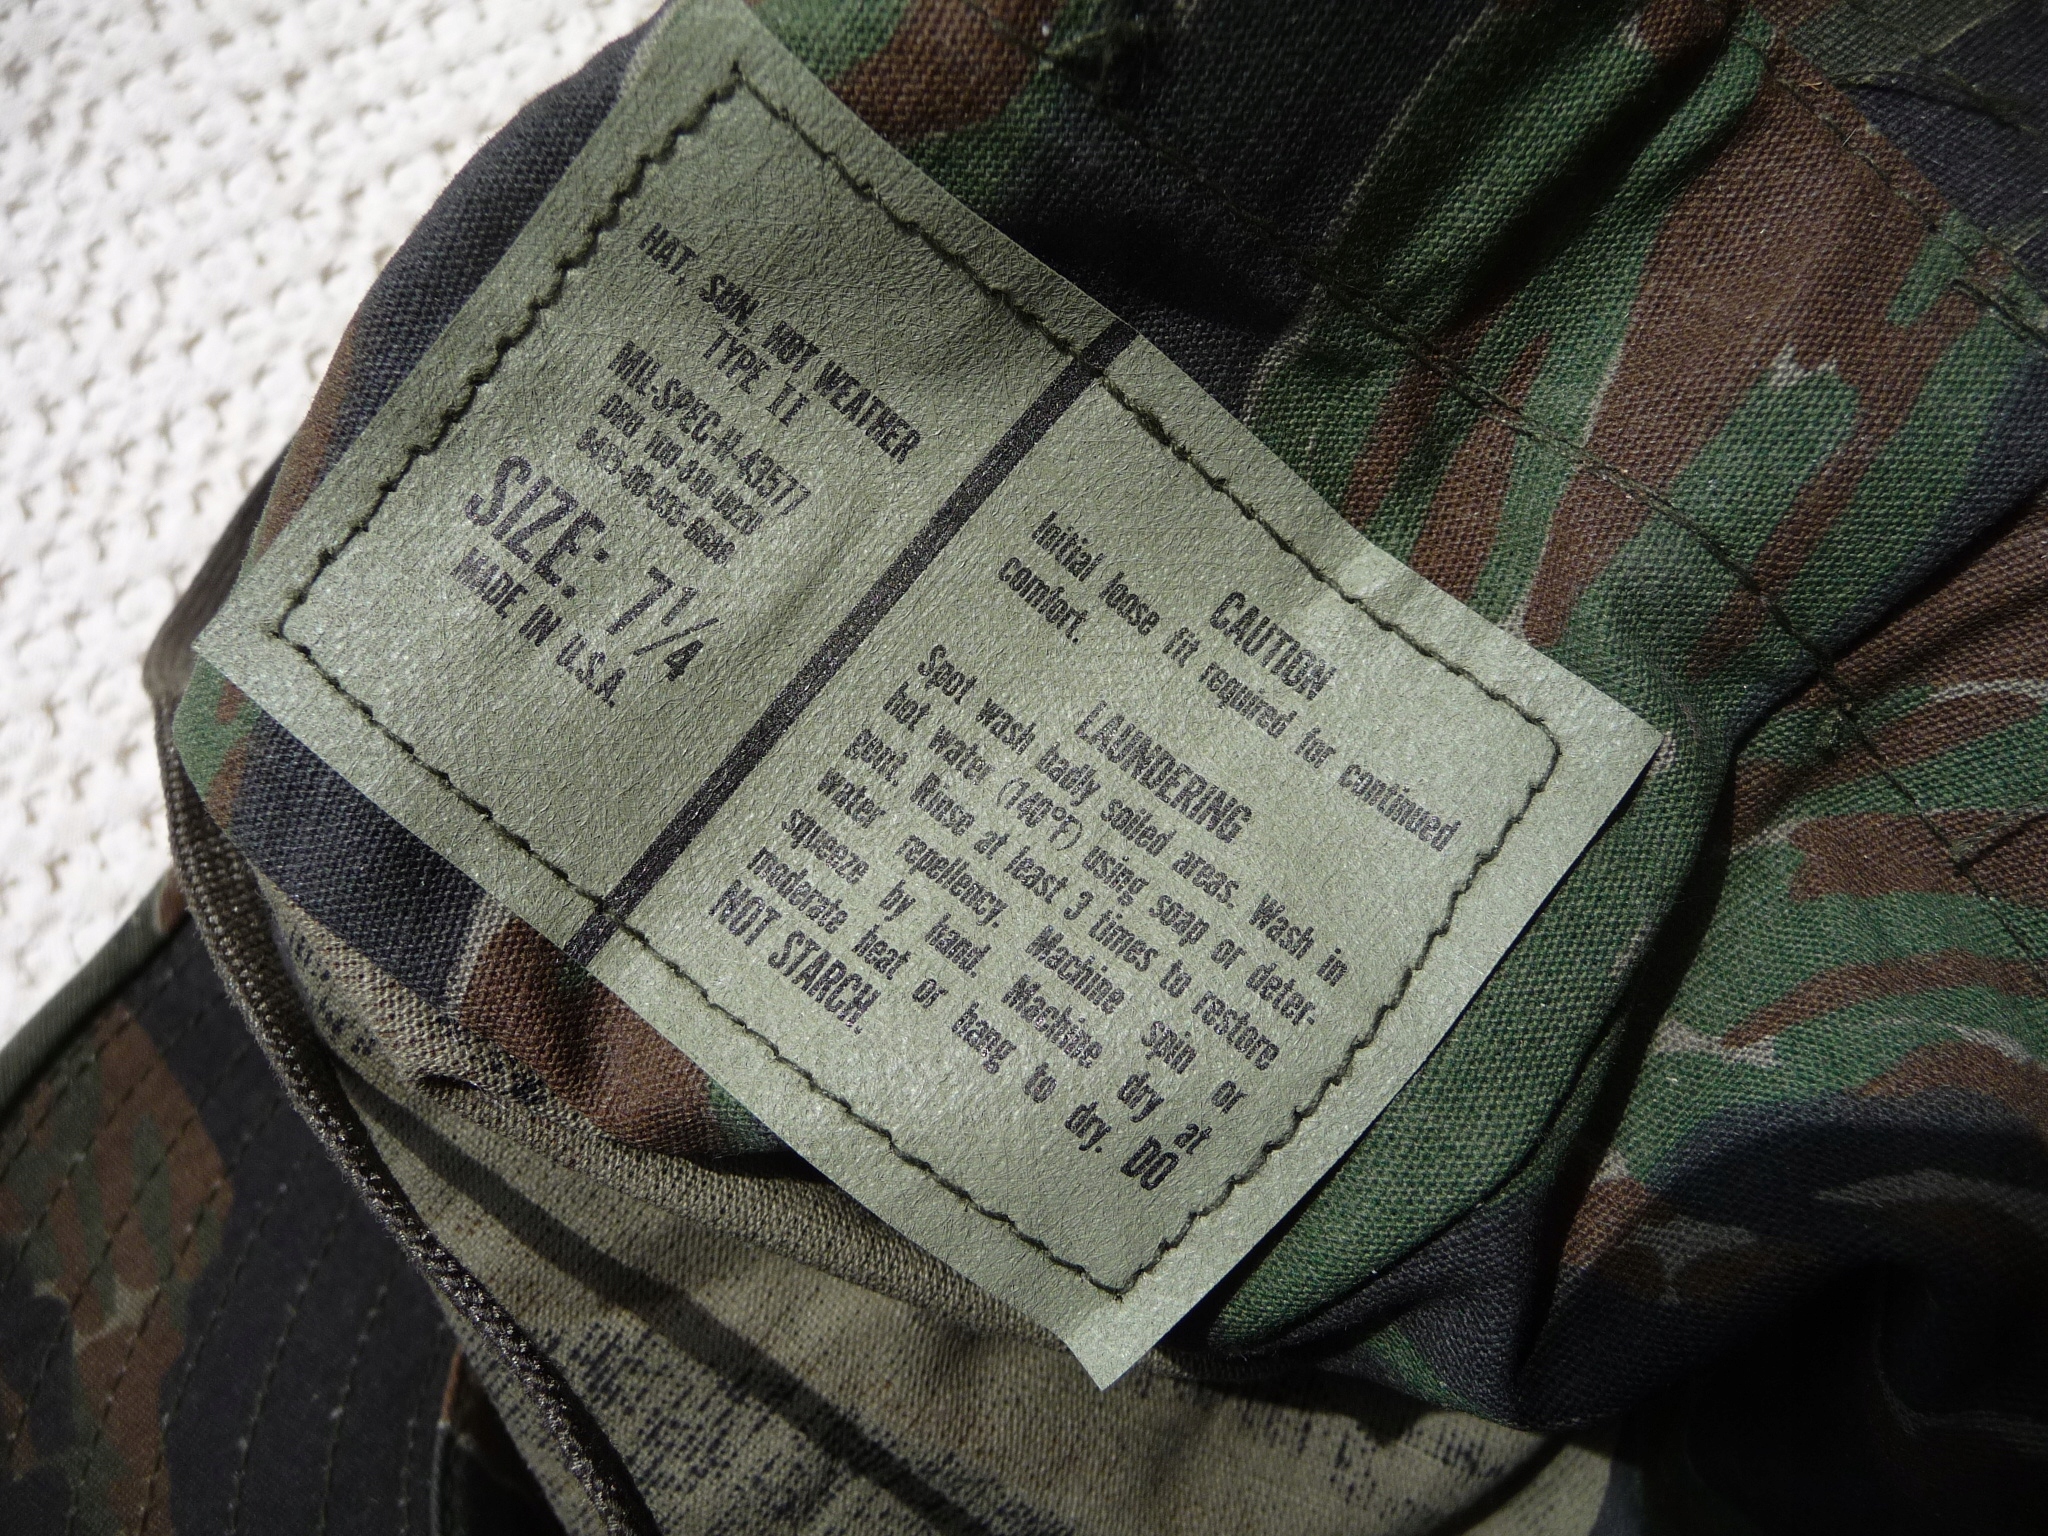 HAT, SUN, HOT WEATHER
TYPE II
MIL-SPEC-H-43577
SIZE: 7¼
MADE IN U.S.A.
CAUTION
Initial loose fit required for continued
comfort.
LAUNDERING
Spot wash badly soiled areas. Wash in
hot water (140°F) using soap or deter-
gent. Rinse at least 3 times to restore
water repellency. Machine spin or
squeeze by hand. Machine dry at
moderate heat or hang to dry. DO
NOT STARCH.